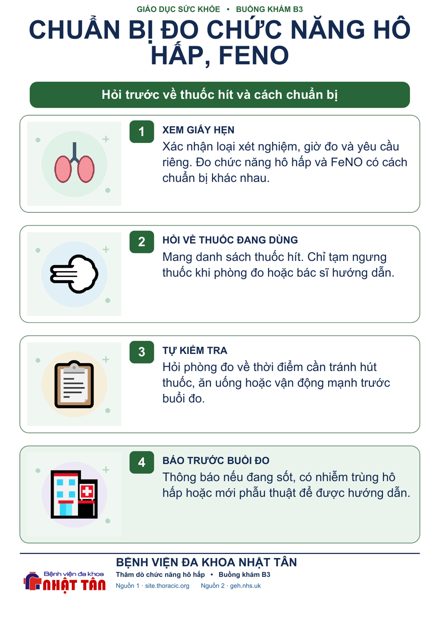 GIÁO DỤC SỨC KHỎE • BUỒNG KHÁM B3
CHUẨN BỊ ĐO CHỨC NĂNG HÔ
HẤP, FENO
Hỏi trước về thuốc hít và cách chuẩn bị
1
XEM GIẤY HẸN
Xác nhận loại xét nghiệm, giờ đo và yêu cầu
riêng. Đo chức năng hô hấp và FeNO có cách
chuẩn bị khác nhau.
2
HỎI VỀ THUỐC ĐANG DÙNG
Mang danh sách thuốc hít. Chỉ tạm ngưng
thuốc khi phòng đo hoặc bác sĩ hướng dẫn.
3
TỰ KIỂM TRA
Hỏi phòng đo về thời điểm cần tránh hút
thuốc, ăn uống hoặc vận động mạnh trước
buổi đo.
4
BÁO TRƯỚC BUỔI ĐO
Thông báo nếu đang sốt, có nhiễm trùng hô
hấp hoặc mới phẫu thuật để được hướng dẫn.
Bệnh viện đa khoa
NHẬT TÂN
BỆNH VIỆN ĐA KHOA NHẬT TÂN
Thăm dò chức năng hô hấp • Buồng khám B3
Nguồn 1 · site.thoracic.org Nguồn 2 · geh.nhs.uk